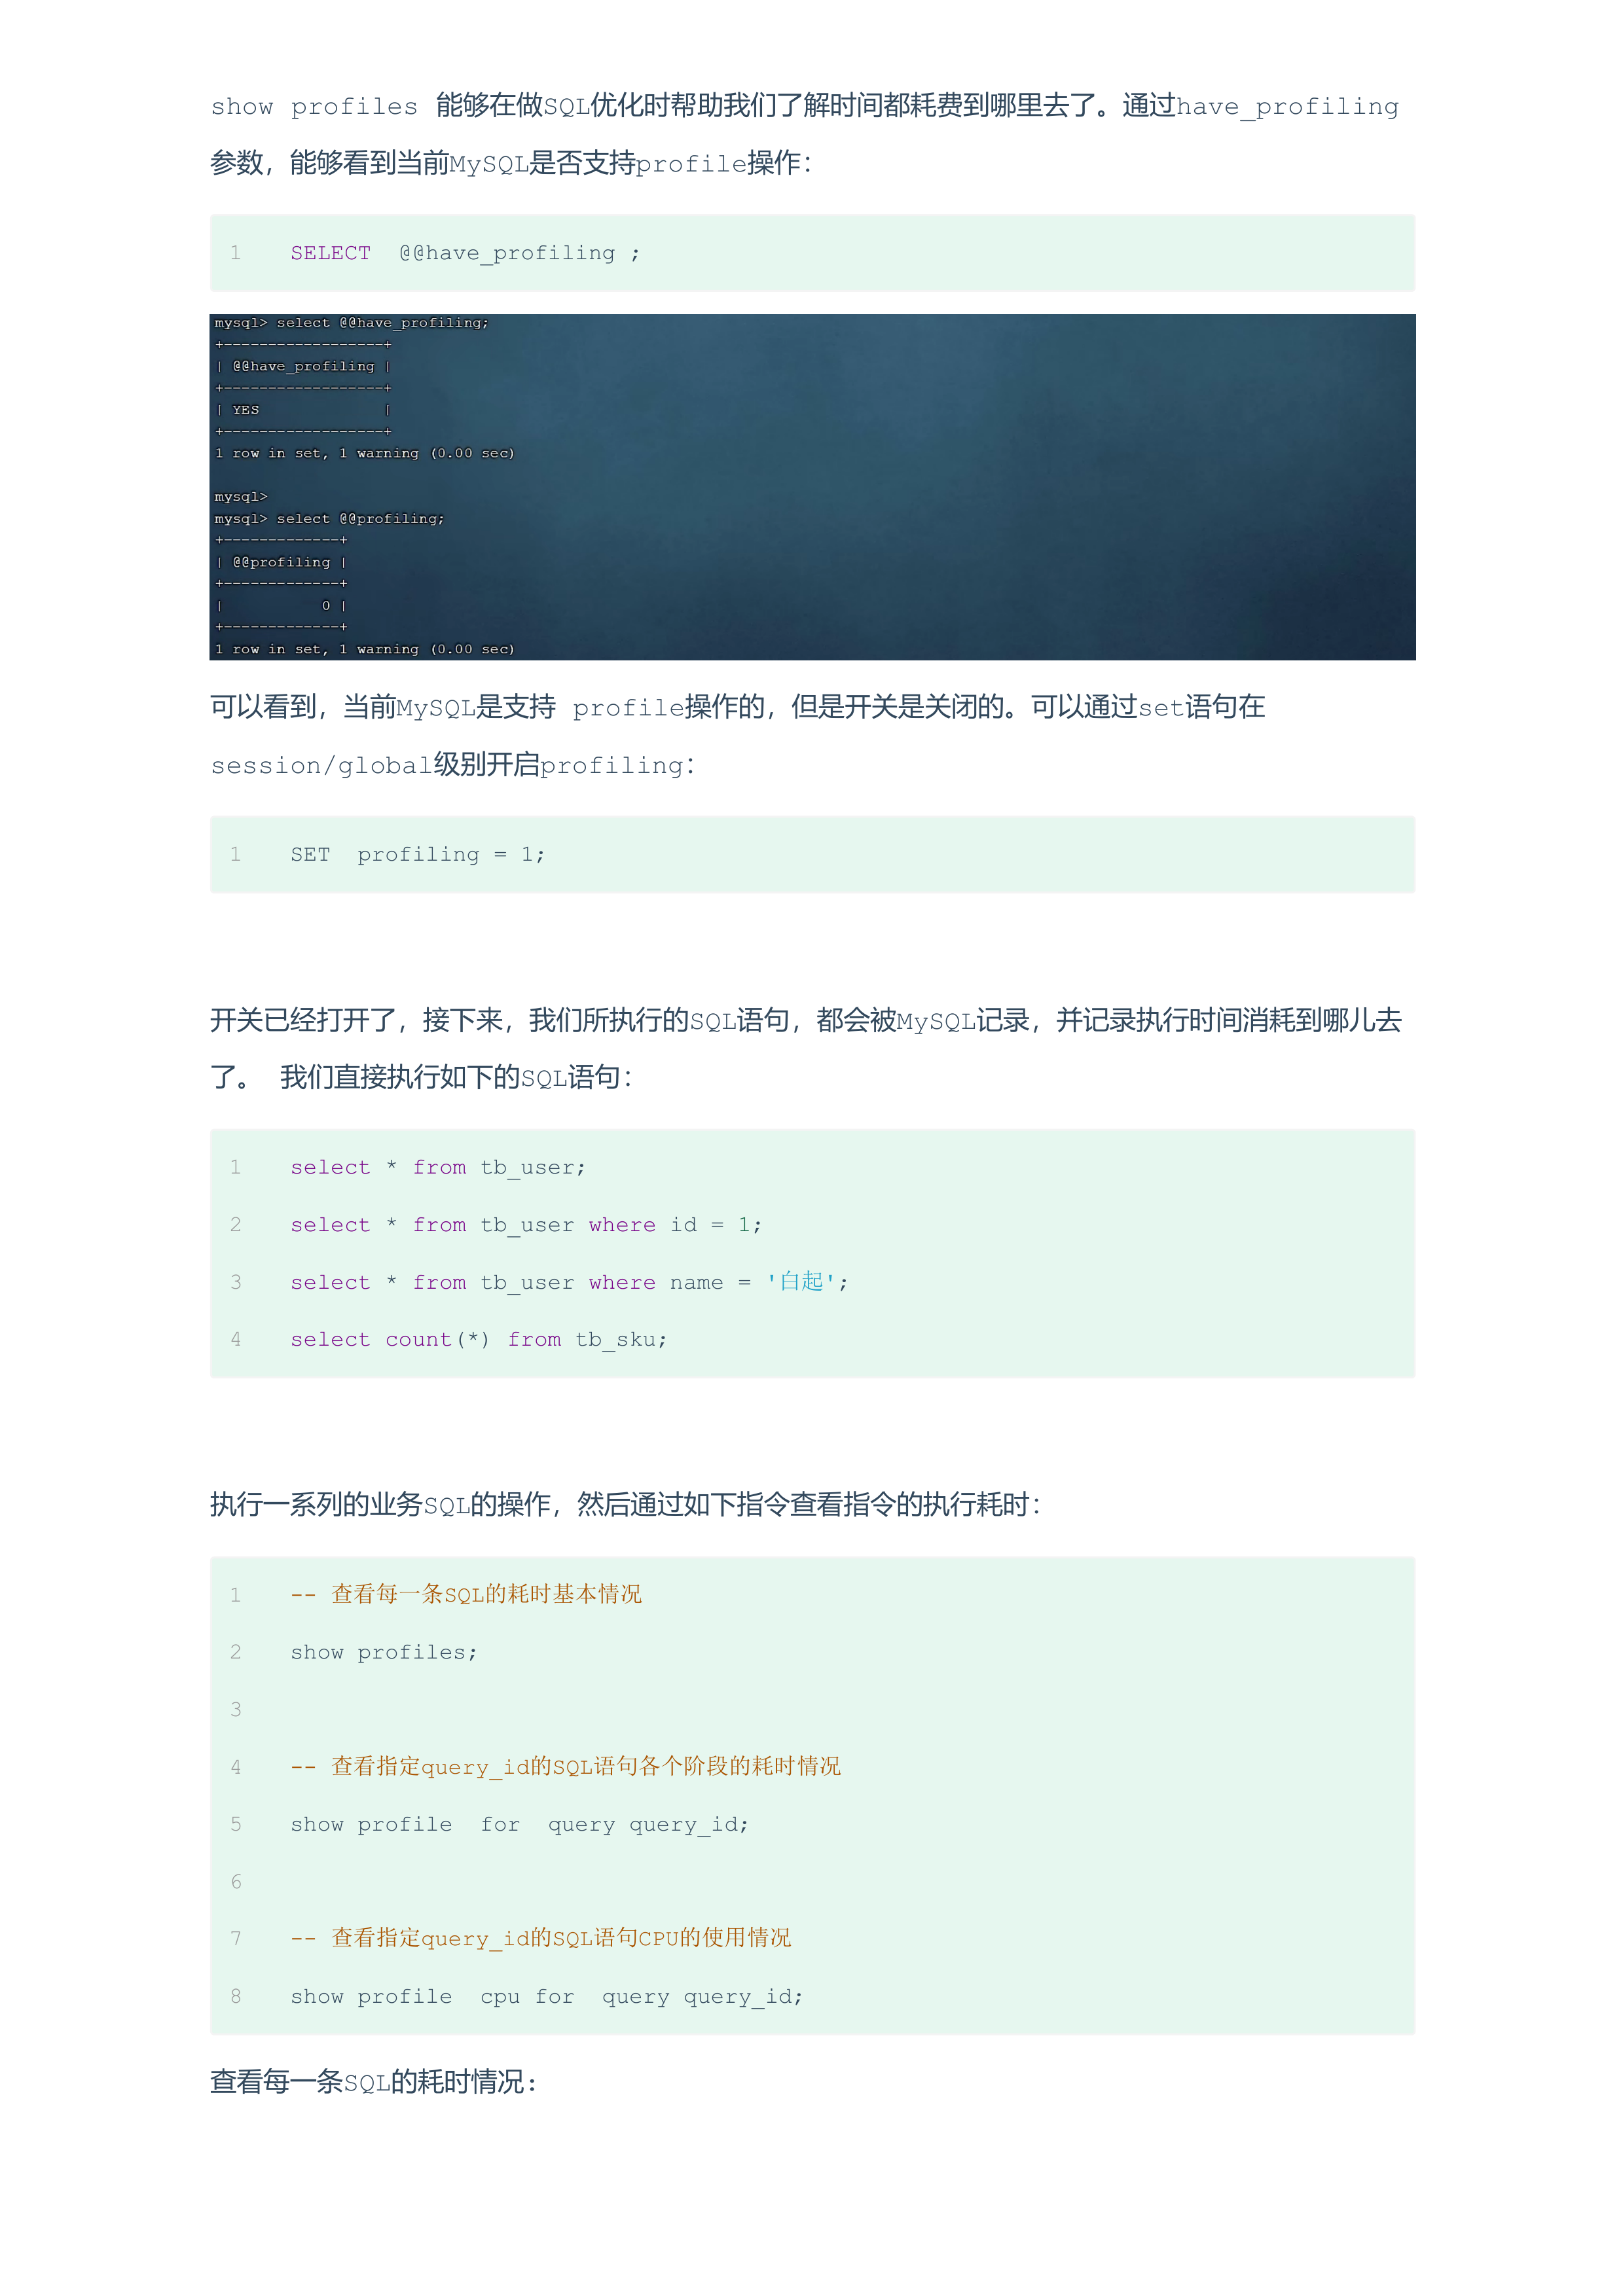 show profiles 能够在做SQL优化时帮助我们了解时间都耗费到哪里去了。通过have_profiling
参数，能够看到当前MySQL是否支持profile操作：
1 SELECT  @@have_profiling ;
mysql> select @@have_profiling;
+------------------+
| @@have_profiling |
+------------------+
| YES              |
+------------------+
1 row in set, 1 warning (0.00 sec)
mysql>
mysql> select @@profiling;
+-------------+
| @@profiling |
+-------------+
|           0 |
+-------------+
1 row in set, 1 warning (0.00 sec)
可以看到，当前MySQL是支持 profile操作的，但是开关是关闭的。可以通过set语句在
session/global级别开启profiling：
1 SET  profiling = 1;
开关已经打开了，接下来，我们所执行的SQL语句，都会被MySQL记录，并记录执行时间消耗到哪儿去
了。 我们直接执行如下的SQL语句：
1 select * from tb_user;
2 select * from tb_user where id = 1;
3 select * from tb_user where name = '白起';
4 select count(*) from tb_sku;
执行一系列的业务SQL的操作，然后通过如下指令查看指令的执行耗时：
1 -- 查看每一条SQL的耗时基本情况
2 show profiles;
3
4 -- 查看指定query_id的SQL语句各个阶段的耗时情况
5 show profile  for  query query_id;
6
7 -- 查看指定query_id的SQL语句CPU的使用情况
8 show profile  cpu for  query query_id;
查看每一条SQL的耗时情况：